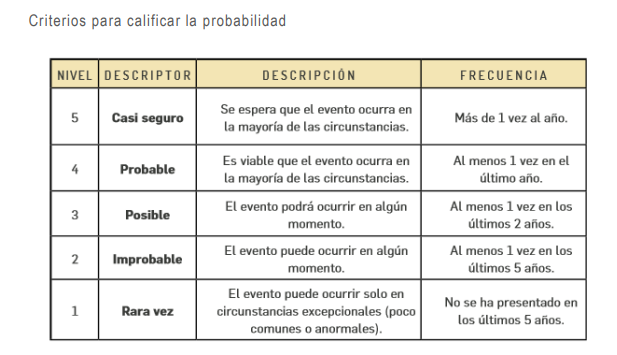 Criterios para calificar la probabilidad
NIVEL DESCRIPTOR DESCRIPCIÓN FRECUENCIA
5 Casi seguro Se espera que el evento ocurra en la mayoría de las circunstancias. Más de 1 vez al año.
4 Probable Es viable que el evento ocurra en la mayoría de las circunstancias. Al menos 1 vez en el último año.
3 Posible El evento podrá ocurrir en algún momento. Al menos 1 vez en los últimos 2 años.
2 Improbable El evento puede ocurrir en algún momento. Al menos 1 vez en los últimos 5 años.
1 Rara vez El evento puede ocurrir solo en circunstancias excepcionales (poco comunes o anormales). No se ha presentado en los últimos 5 años.